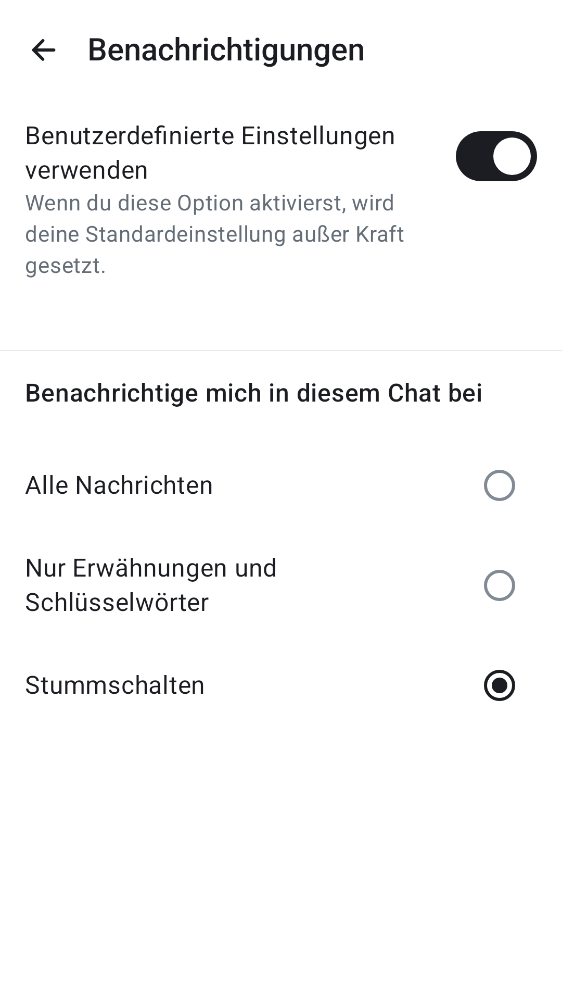 Benachrichtigungen
Benutzerdefinierte Einstellungen
verwenden
Wenn du diese Option aktivierst, wird
deine Standardeinstellung außer Kraft
gesetzt.
Benachrichtige mich in diesem Chat bei
Alle Nachrichten
Nur Erwähnungen und
Schlüsselwörter
Stummschalten